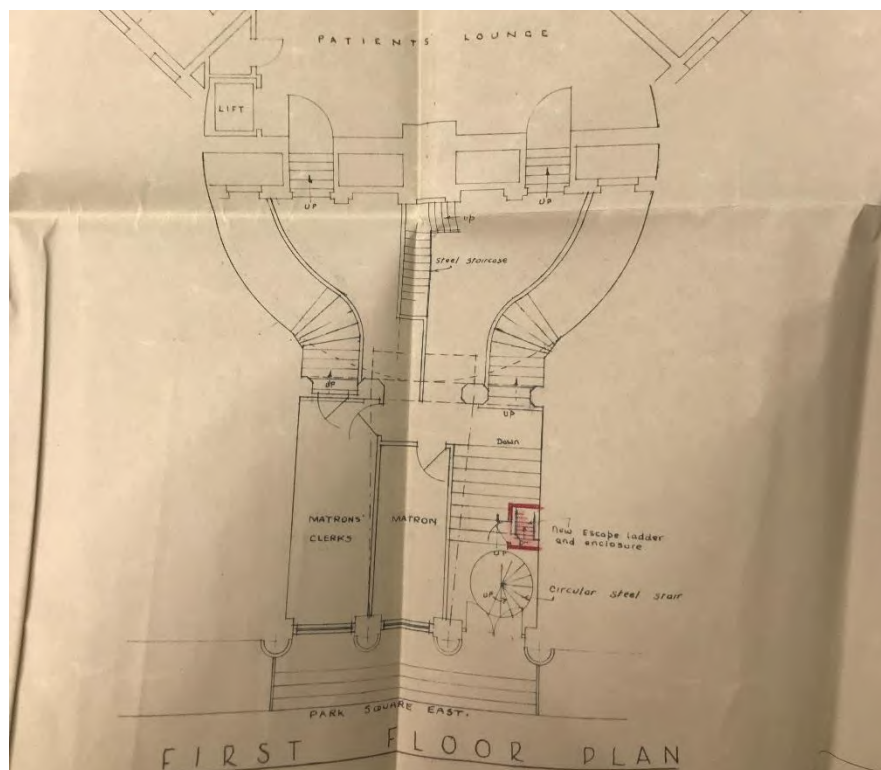 PATIENTS' LOUNGE
LIFT
UP
UP
UP
Steel staircase
UP
UP
Down
MATRONS'
CLERKS
MATRON
New Escape ladder
and enclosure
UP
UP
Circular steel stair
PARK SQUARE EAST.
FIRST FLOOR PLAN